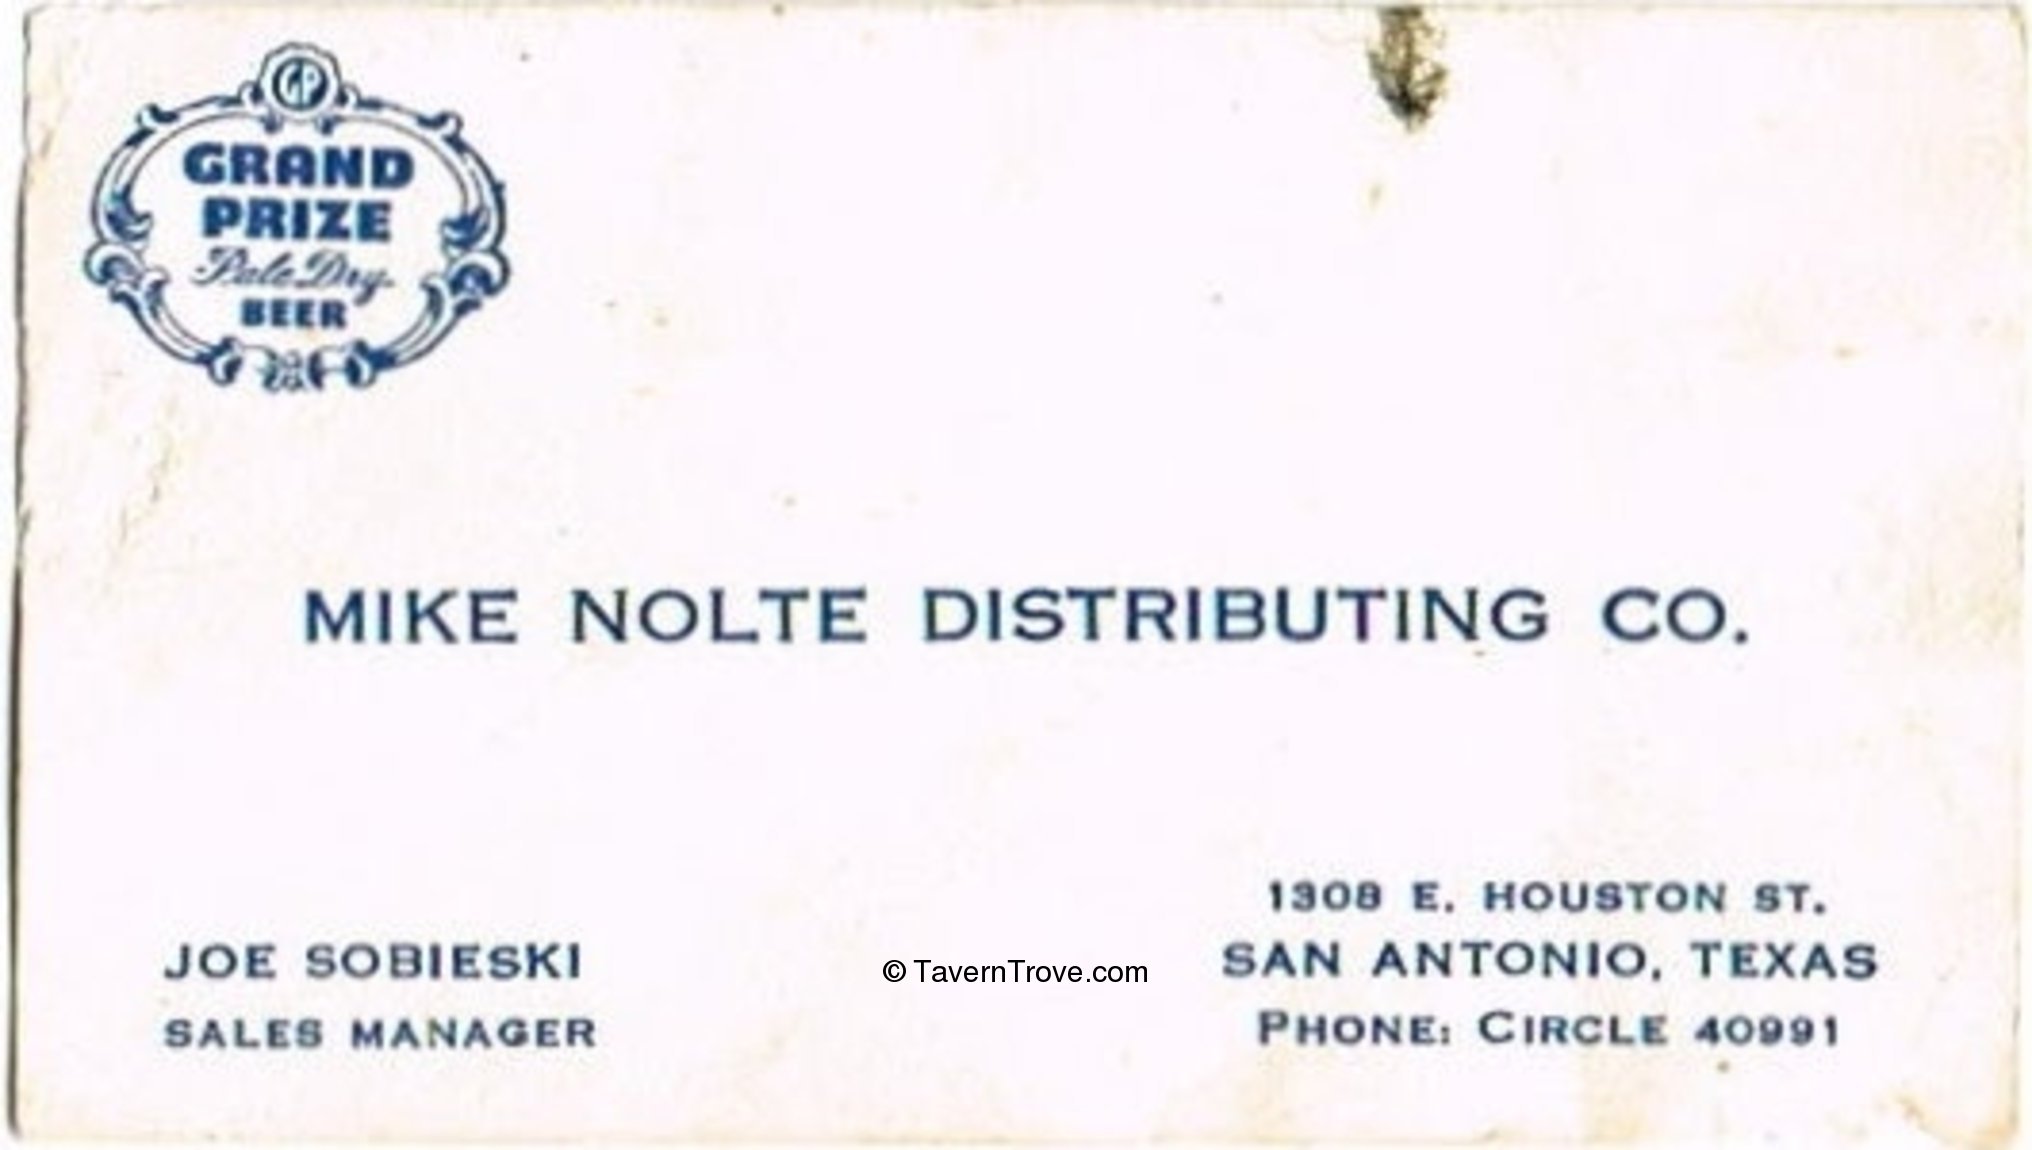 GP
GRAND
PRIZE
Pale Dry
BEER
MIKE NOLTE DISTRIBUTING CO.
JOE SOBIESKI
SALES MANAGER
1308 E. HOUSTON ST.
SAN ANTONIO, TEXAS
PHONE: CIRCLE 40991
© TavernTrove.com